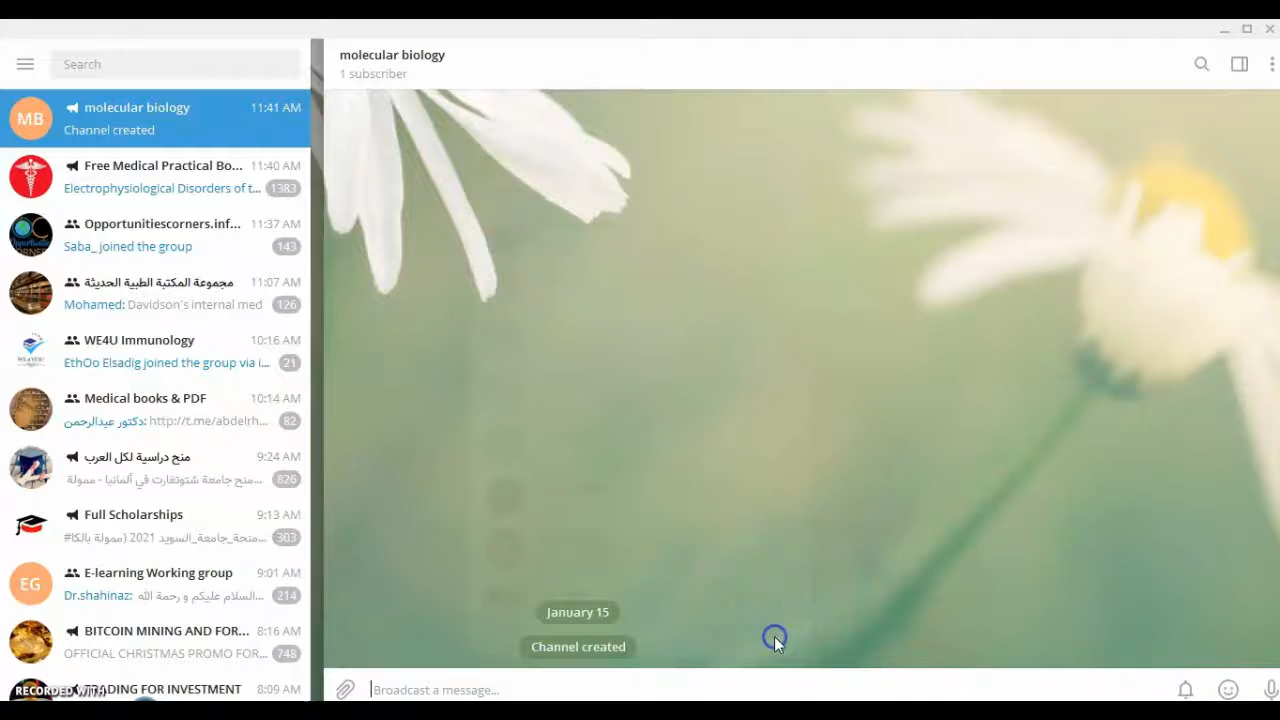 Search
molecular biology
1 subscriber
molecular biology 11:41 AM
MB
Channel created
Free Medical Practical Bo... 11:40 AM
Electrophysiological Disorders of t... 1383
Opportunitiescorners.inf... 11:37 AM
Saba_ joined the group 143
مجموعة المكتبة الطبية الحديثة 11:07 AM
Mohamed: Davidson's internal med 126
WE4U Immunology 10:16 AM
EthOo Elsadig joined the group via i... 21
Medical books & PDF 10:14 AM
دكتور عبدالرحمن: http://t.me/abdelrh... 82
منح دراسية لكل العرب 9:24 AM
منح جامعة شتوتغارت في ألمانيا - ممولة... 826
Full Scholarships 9:13 AM
#منحة_جامعة_السويد 2021 (ممولة بالكا... 303
E-learning Working group 9:01 AM
EG
Dr.shahinaz: السلام عليكم و رحمة الله... 214
BITCOIN MINING AND FOR... 8:16 AM
OFFICIAL CHRISTMAS PROMO FOR... 748
TRADING FOR INVESTMENT 8:09 AM
RECORDED WITH
January 15
Channel created
Broadcast a message...